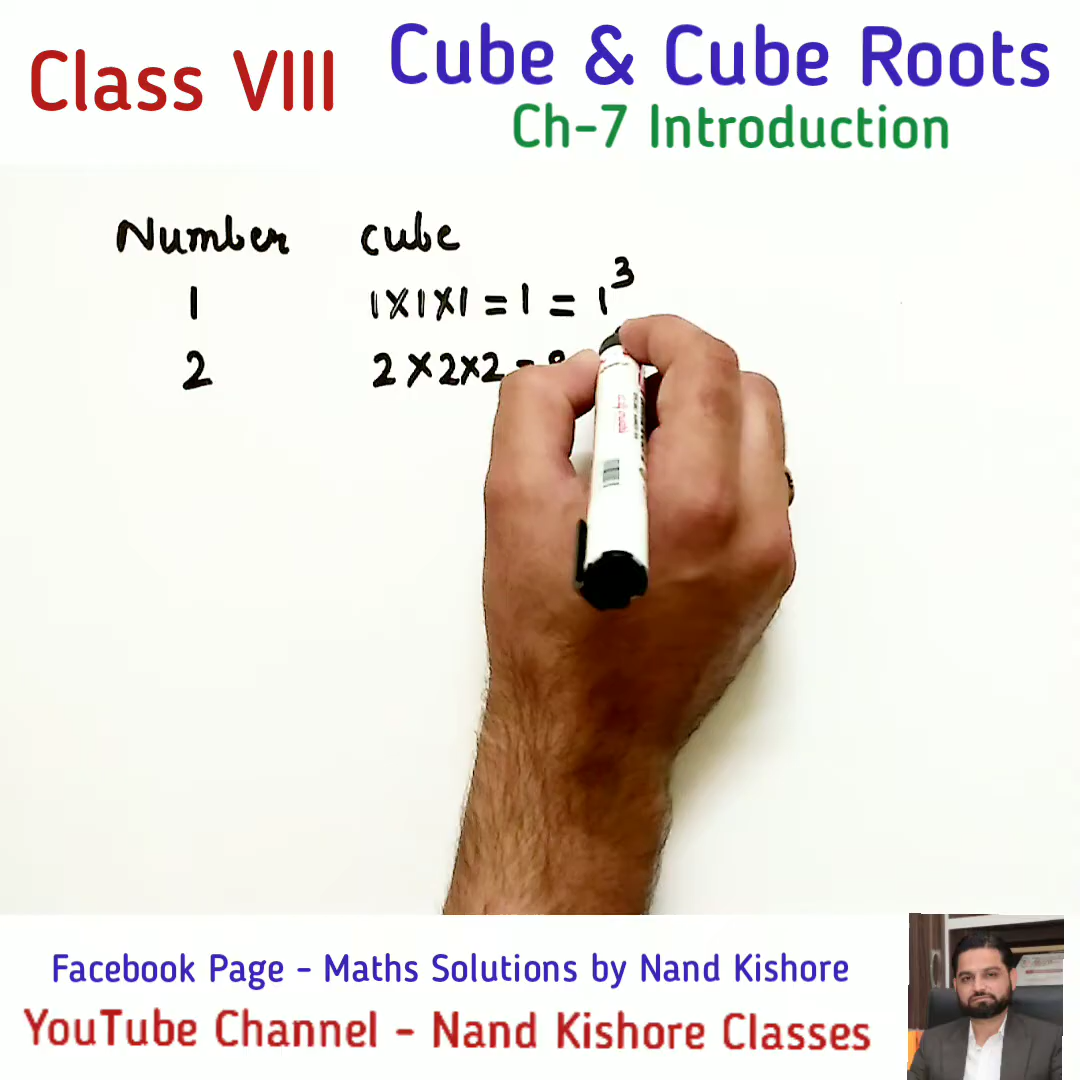 Class VIII
Cube & Cube Roots
Ch-7 Introduction
Number cube
1 1×1×1 = 1 = 1³
2 2×2×2 =
Facebook Page - Maths Solutions by Nand Kishore
YouTube Channel - Nand Kishore Classes